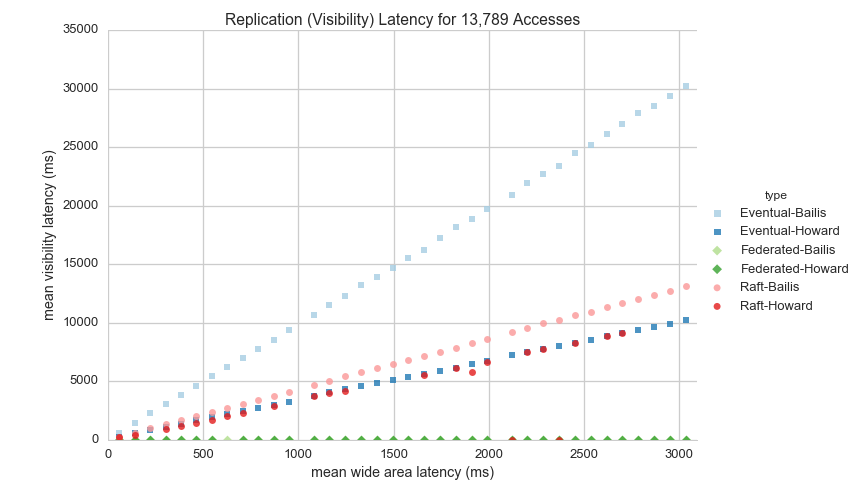 Replication (Visibility) Latency for 13,789 Accesses
35000
30000
25000
20000
15000
10000
5000
0
mean visibility latency (ms)
0 500 1000 1500 2000 2500 3000
mean wide area latency (ms)
type
Eventual-Bailis
Eventual-Howard
Federated-Bailis
Federated-Howard
Raft-Bailis
Raft-Howard